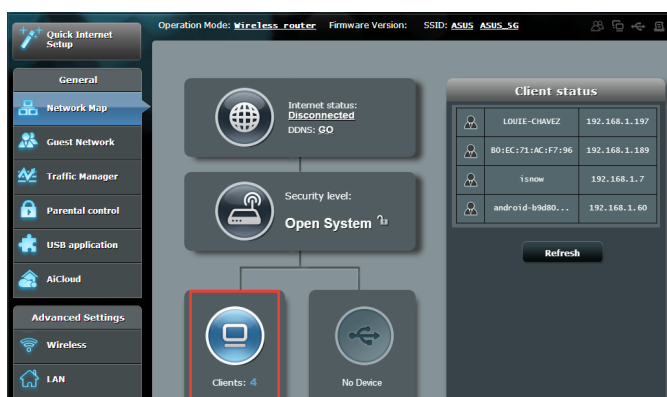 Operation Mode: Wireless router Firmware Version: SSID: ASUS ASUS_5G
Quick Internet
Setup
General
Network Map
Guest Network
Traffic Manager
Parental control
USB application
AiCloud
Advanced Settings
Wireless
LAN
Internet status:
Disconnected
DDNS: GO
Security level:
Open System
Clients: 4
No Device
Client status
LOUIE-CHAVEZ 192.168.1.197
B0:EC:71:AC:F7:96 192.168.1.189
isnow 192.168.1.7
android-b9d80... 192.168.1.60
Refresh